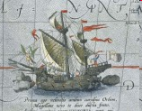 Prima ego velivolis ambivi cursibus Orbem,
Magellane novo te duce ducta freto.